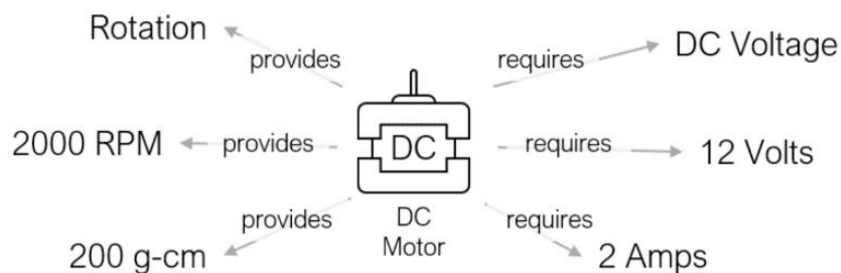 Rotation
provides
requires
DC Voltage
2000 RPM
provides
DC
requires
12 Volts
provides
DC
Motor
requires
200 g-cm
2 Amps